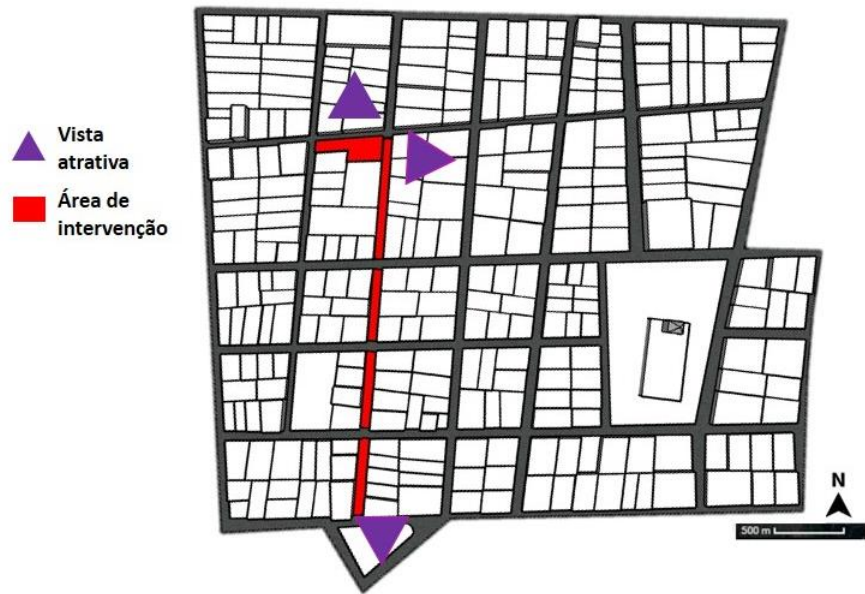 Vista
atrativa
Área de
intervenção
N
500 m